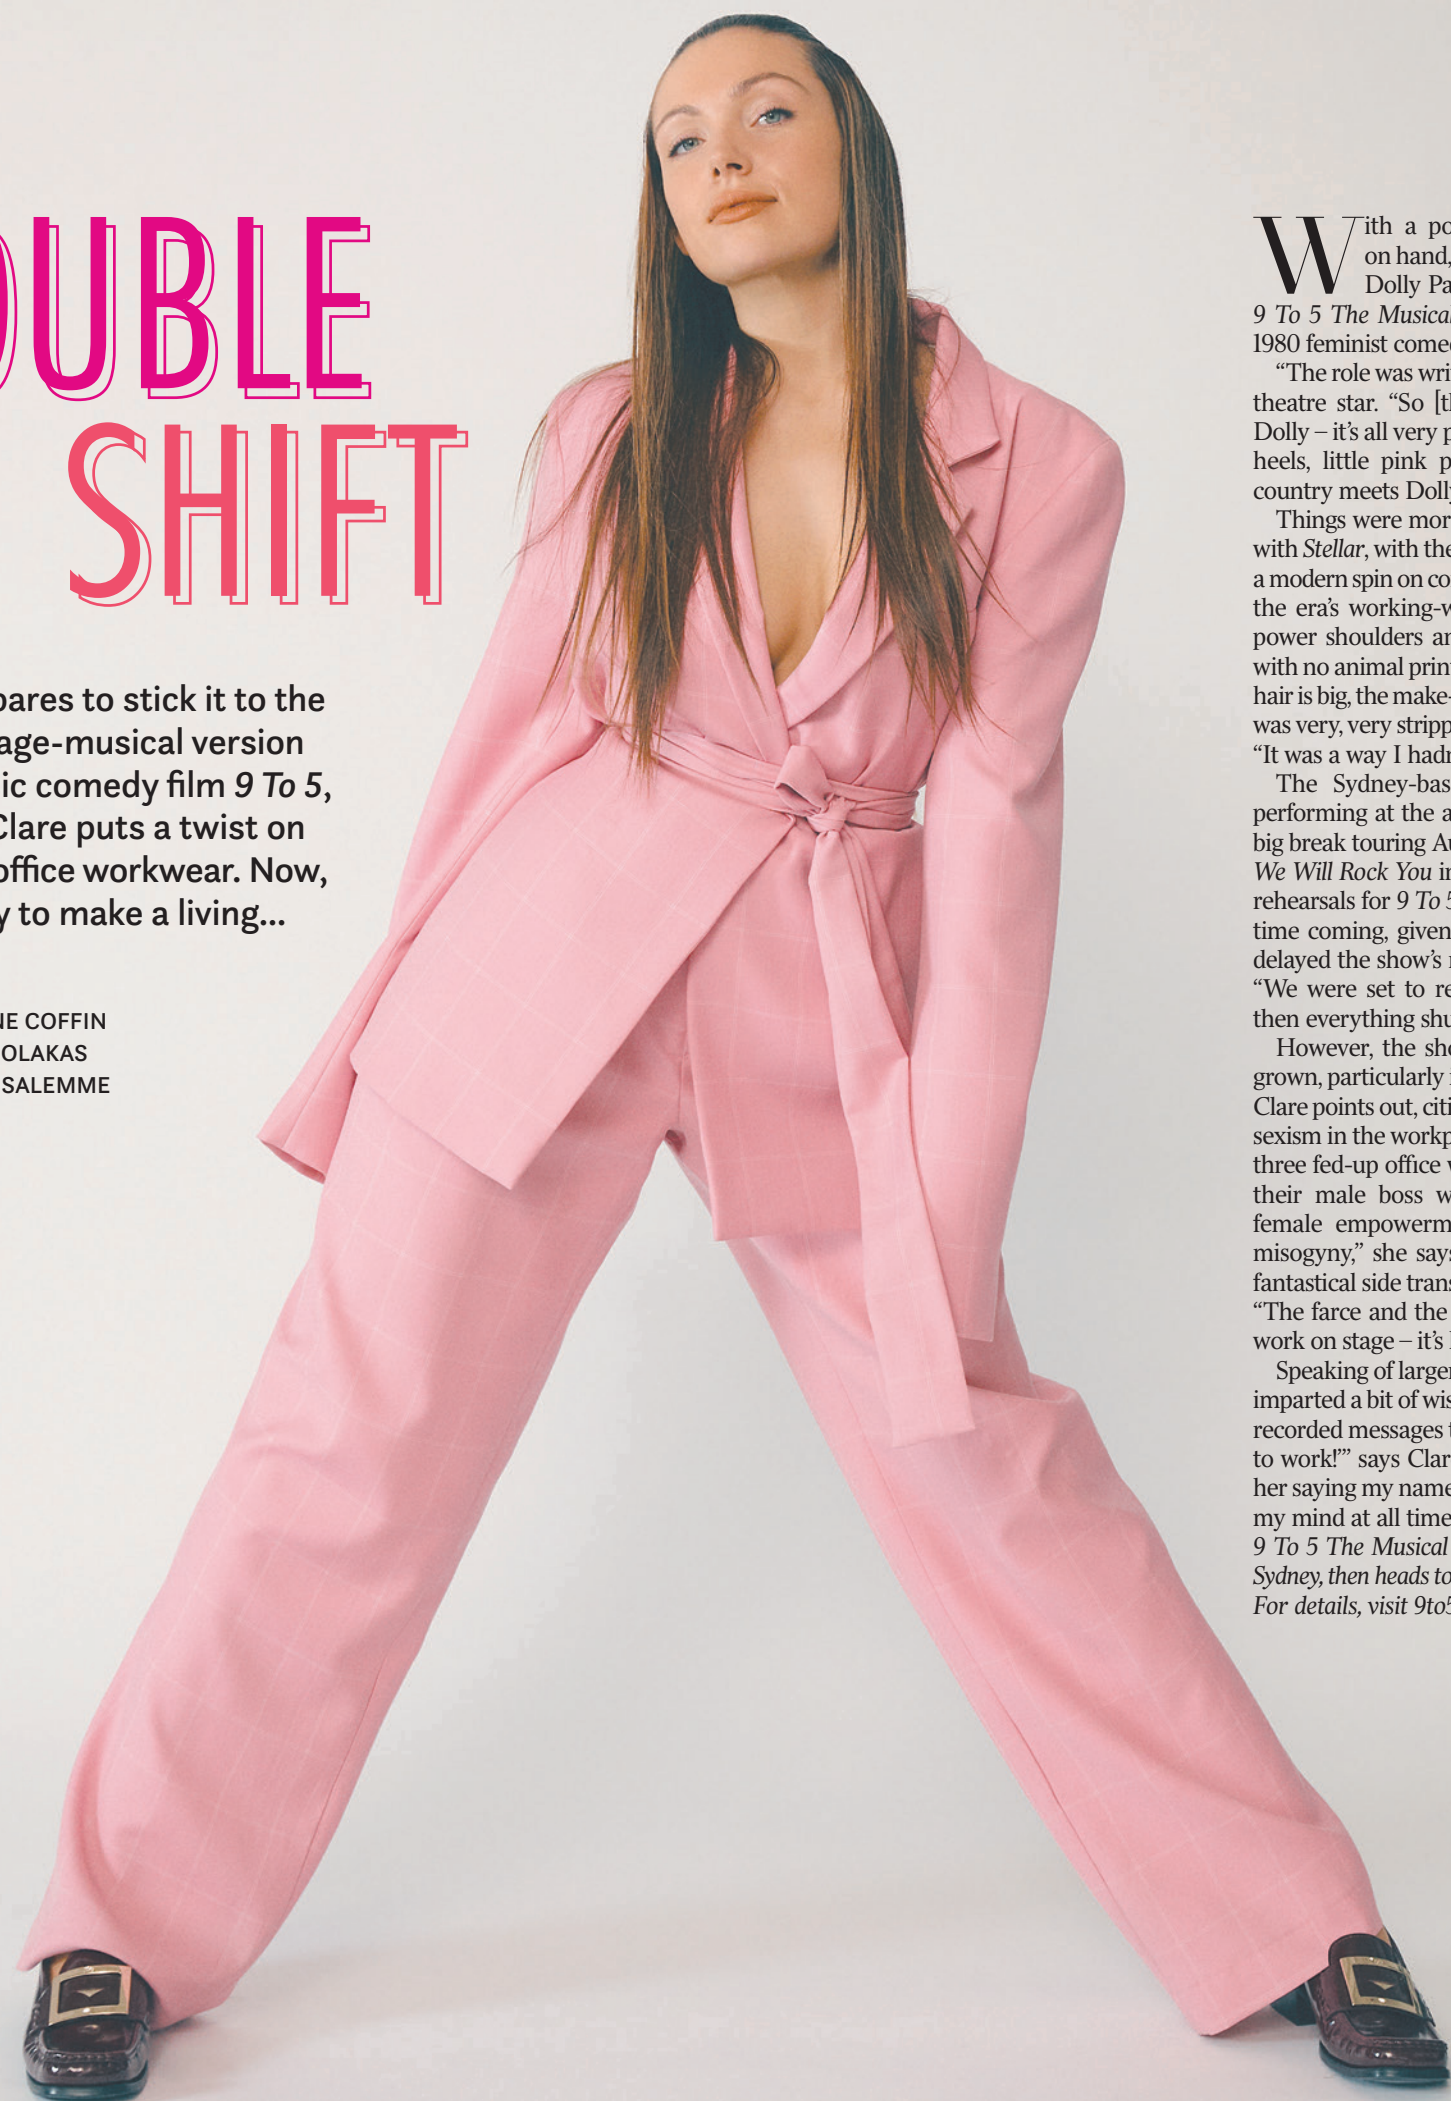 OUBLE
SHIFT
pares to stick it to the
age-musical version
ic comedy film 9 To 5,
Clare puts a twist on
office workwear. Now,
y to make a living...
NE COFFIN
OLAKAS
SALEMME
With a po
on hand,
Dolly Pa
9 To 5 The Musical
1980 feminist come
“The role was wri
theatre star. “So [t
Dolly – it’s all very p
heels, little pink p
country meets Dolly
Things were mor
with Stellar, with the
a modern spin on co
the era’s working-w
power shoulders an
with no animal prin
hair is big, the make-
was very, very stripp
“It was a way I hadn
The Sydney-bas
performing at the a
big break touring Au
We Will Rock You in
rehearsals for 9 To 5
time coming, given
delayed the show’s r
“We were set to re
then everything shu
However, the sho
grown, particularly
Clare points out, citi
sexism in the workp
three fed-up office w
their male boss w
female empowerm
misogyny,” she says
fantastical side trans
“The farce and the
work on stage – it’s l
Speaking of larger
imparted a bit of wis
recorded messages t
to work!’” says Clar
her saying my name
my mind at all time
9 To 5 The Musical
Sydney, then heads to
For details, visit 9to5